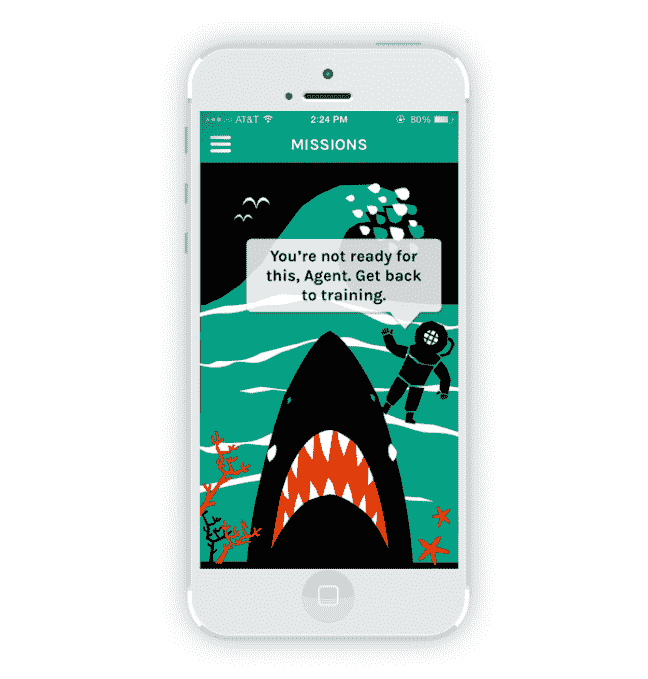 AT&T 2:24 PM 80%
MISSIONS
You're not ready for
this, Agent. Get back
to training.